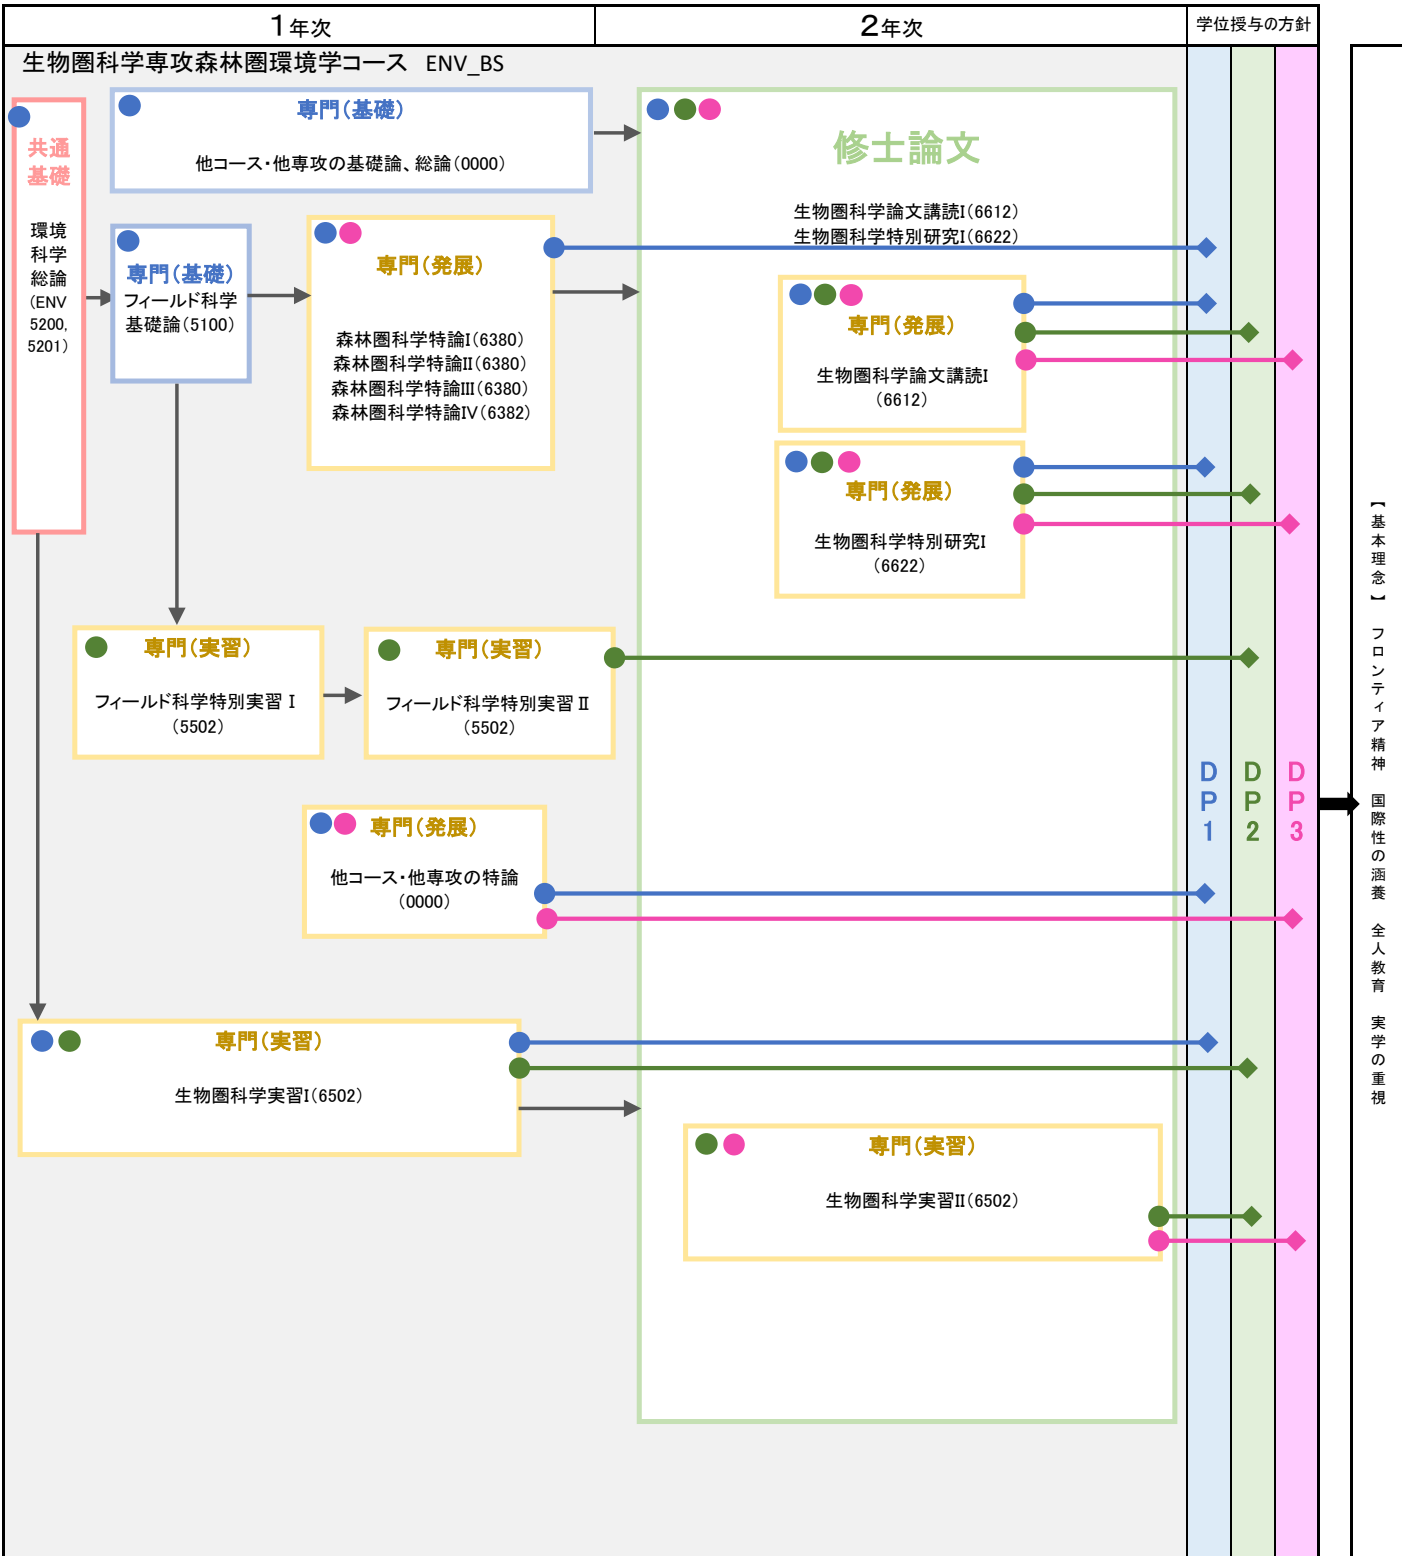 1年次
2年次
学位授与の方針
生物圏科学専攻森林圏環境学コース ENV_BS
共通
基礎
環境
科学
総論
(ENV
5200,
5201)
専門(基礎)
他コース・他専攻の基礎論、総論(0000)
専門(基礎)
フィールド科学
基礎論(5100)
専門(発展)
森林圏科学特論I(6380)
森林圏科学特論II(6380)
森林圏科学特論III(6380)
森林圏科学特論IV(6382)
修士論文
生物圏科学論文講読I(6612)
生物圏科学特別研究I(6622)
専門(発展)
生物圏科学論文講読I
(6612)
専門(発展)
生物圏科学特別研究I
(6622)
専門(実習)
フィールド科学特別実習Ⅰ
(5502)
専門(実習)
フィールド科学特別実習Ⅱ
(5502)
専門(発展)
他コース・他専攻の特論
(0000)
専門(実習)
生物圏科学実習I(6502)
専門(実習)
生物圏科学実習II(6502)
DP1
DP2
DP3
【基本理念】 フロンティア精神 国際性の涵養 全人教育 実学の重視